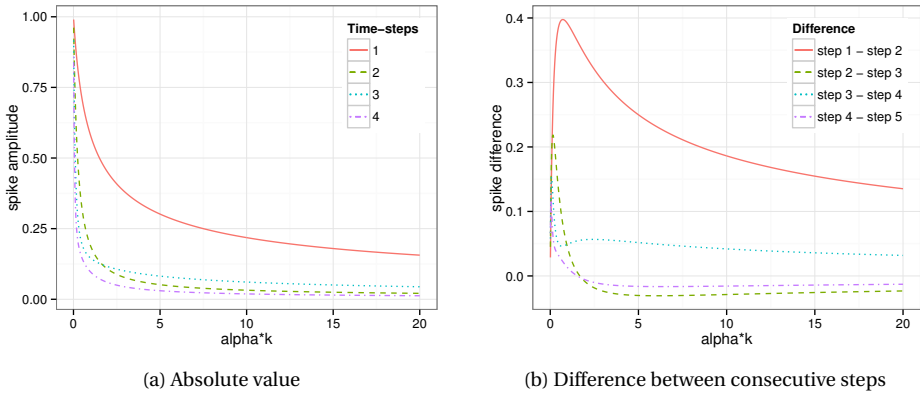 1.00
0.75
0.50
0.25
0.00
spike amplitude
0
5
10
15
20
alpha*k
Time−steps
1
2
3
4
(a) Absolute value
0.4
0.3
0.2
0.1
0.0
spike difference
0
5
10
15
20
alpha*k
Difference
step 1 − step 2
step 2 − step 3
step 3 − step 4
step 4 − step 5
(b) Difference between consecutive steps